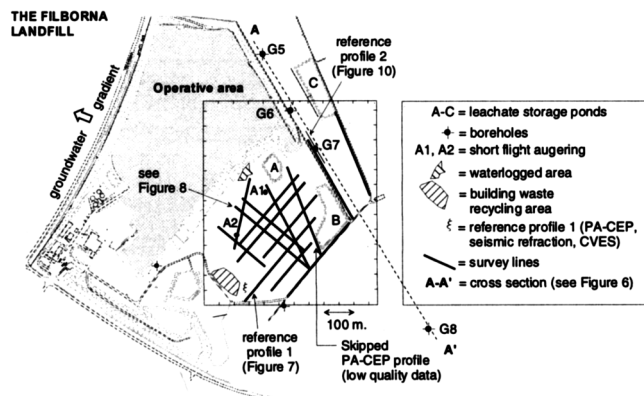 THE FILBORNA
LANDFILL
A
G5
reference
profile 2
(Figure 10)
C
Operative area
groundwater gradient
G6
G7
see
Figure 8
A
A1
A2
B
ξ
100 m.
reference
profile 1
(Figure 7)
Skipped
PA-CEP profile
(low quality data)
G8
A'
A-C = leachate storage ponds
= boreholes
A1, A2 = short flight augering
= waterlogged area
= building waste
recycling area
ξ = reference profile 1 (PA-CEP,
seismic refraction, CVES)
= survey lines
A-A' = cross section (see Figure 6)